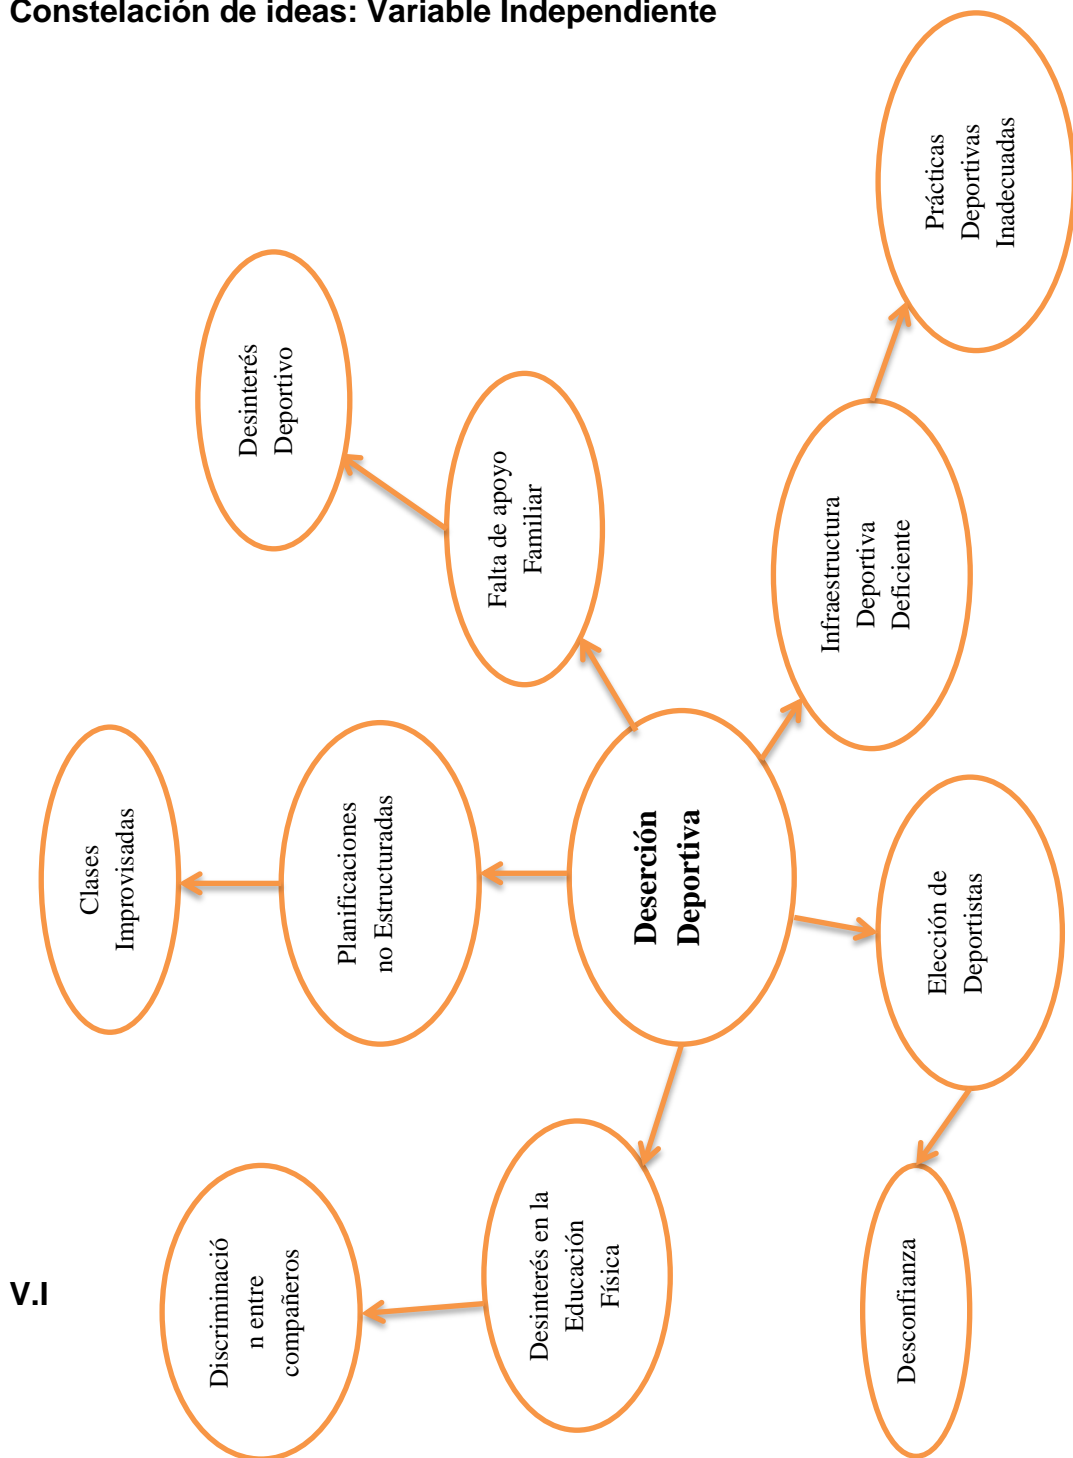 Constelación de ideas: Variable Independiente
Prácticas
Deportivas
Inadecuadas
Desinterés
Deportivo
Falta de apoyo
Familiar
Infraestructura
Deportiva
Deficiente
Clases
Improvisadas
Planificaciones
no Estructuradas
Deserción
Deportiva
Elección de
Deportistas
Discriminació
n entre
compañeros
Desinterés en la
Educación
Física
Desconfianza
V.I